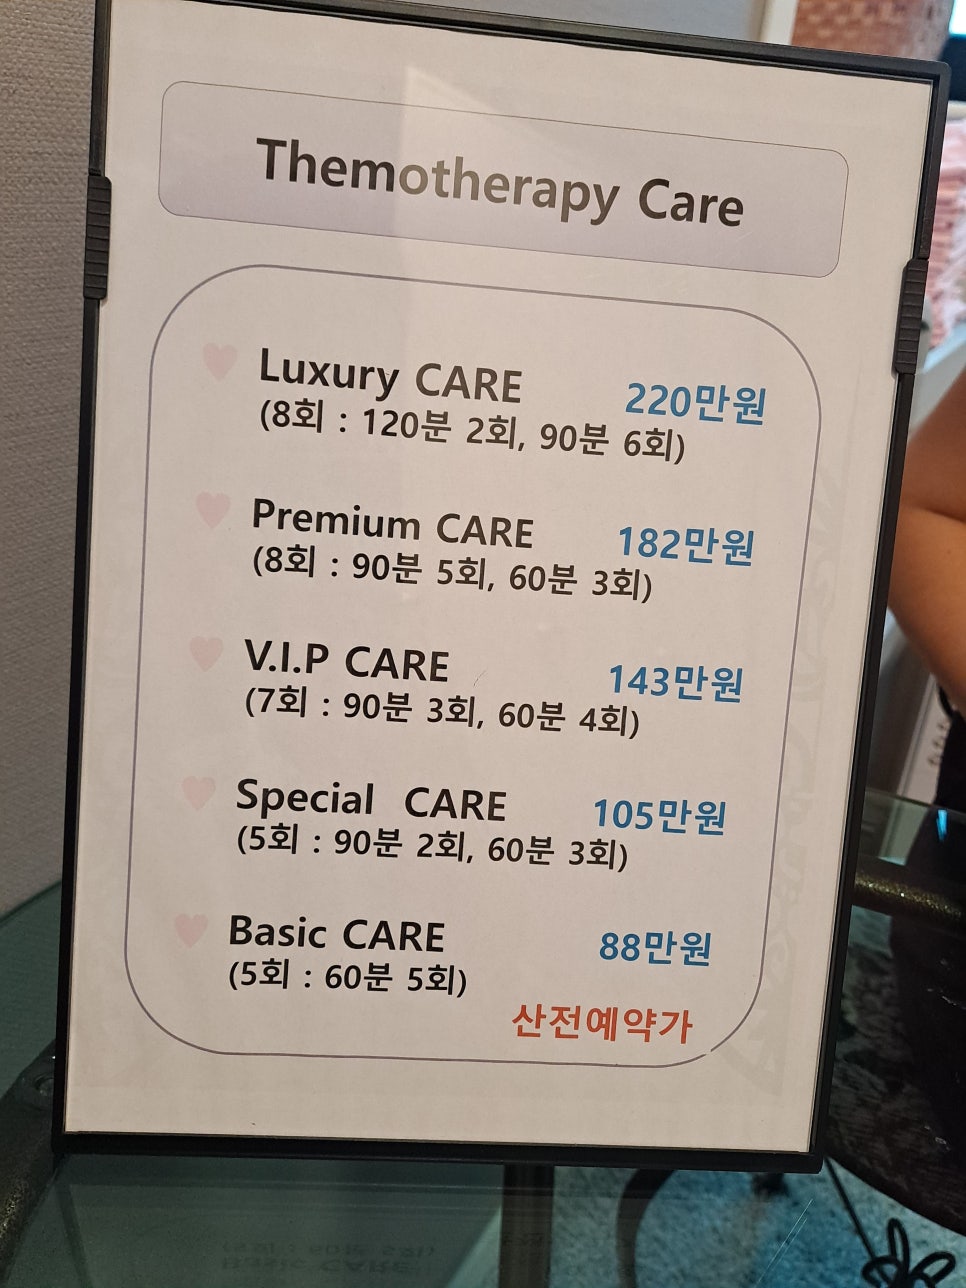 Themotherapy Care
Luxury CARE 220만원
(8회 : 120분 2회, 90분 6회)
Premium CARE 182만원
(8회 : 90분 5회, 60분 3회)
V.I.P CARE 143만원
(7회 : 90분 3회, 60분 4회)
Special CARE 105만원
(5회 : 90분 2회, 60분 3회)
Basic CARE 88만원
(5회 : 60분 5회)
산전예약가